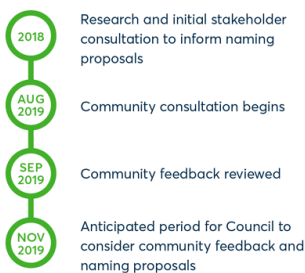 2018
Research and initial stakeholder
consultation to inform naming
proposals
AUG
2019
Community consultation begins
SEP
2019
Community feedback reviewed
NOV
2019
Anticipated period for Council to
consider community feedback and
naming proposals